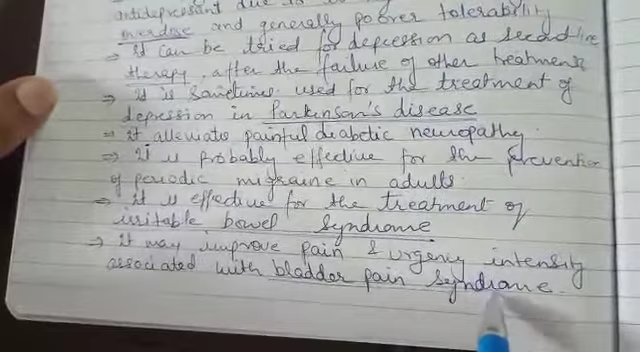 antidepressant due to
overdose and generally poorer tolerability
⇒ it can be tried for depression as second line
therapy, after the failure of other treatments
⇒ it is sometimes used for the treatment of
depression in Parkinson's disease
⇒ it alleviate painful diabetic neuropathy.
⇒ It is probably effective for the prevention
of periodic migraine in adults.
⇒ it is effective for the treatment of
irritable bowel syndrome
⇒ it may improve pain & urgency intensity
associated with bladder pain syndrome.